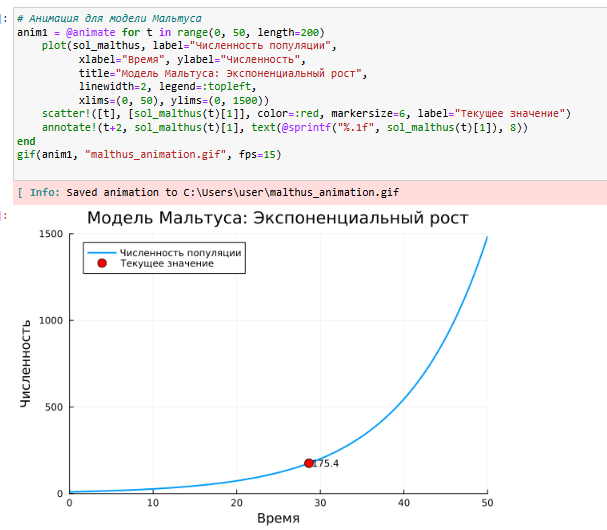 ]:
# Анимация для модели Мальтуса
anim1 = @animate for t in range(0, 50, length=200)
plot(sol_malthus, label="Численность популяции",
xlabel="Время", ylabel="Численность",
title="Модель Мальтуса: Экспоненциальный рост",
linewidth=2, legend=:topleft,
xlims=(0, 50), ylims=(0, 1500))
scatter!([t], [sol_malthus(t)[1]], color=:red, markersize=6, label="Текущее значение")
annotate!(t+2, sol_malthus(t)[1], text(@sprintf("%.1f", sol_malthus(t)[1]), 8))
end
gif(anim1, "malthus_animation.gif", fps=15)
[ Info: Saved animation to C:\Users\user\malthus_animation.gif
]:
Модель Мальтуса: Экспоненциальный рост
1500
Численность популяции
Текущее значение
Численность
1000
500
175.4
0
0 10 20 30 40 50
Время